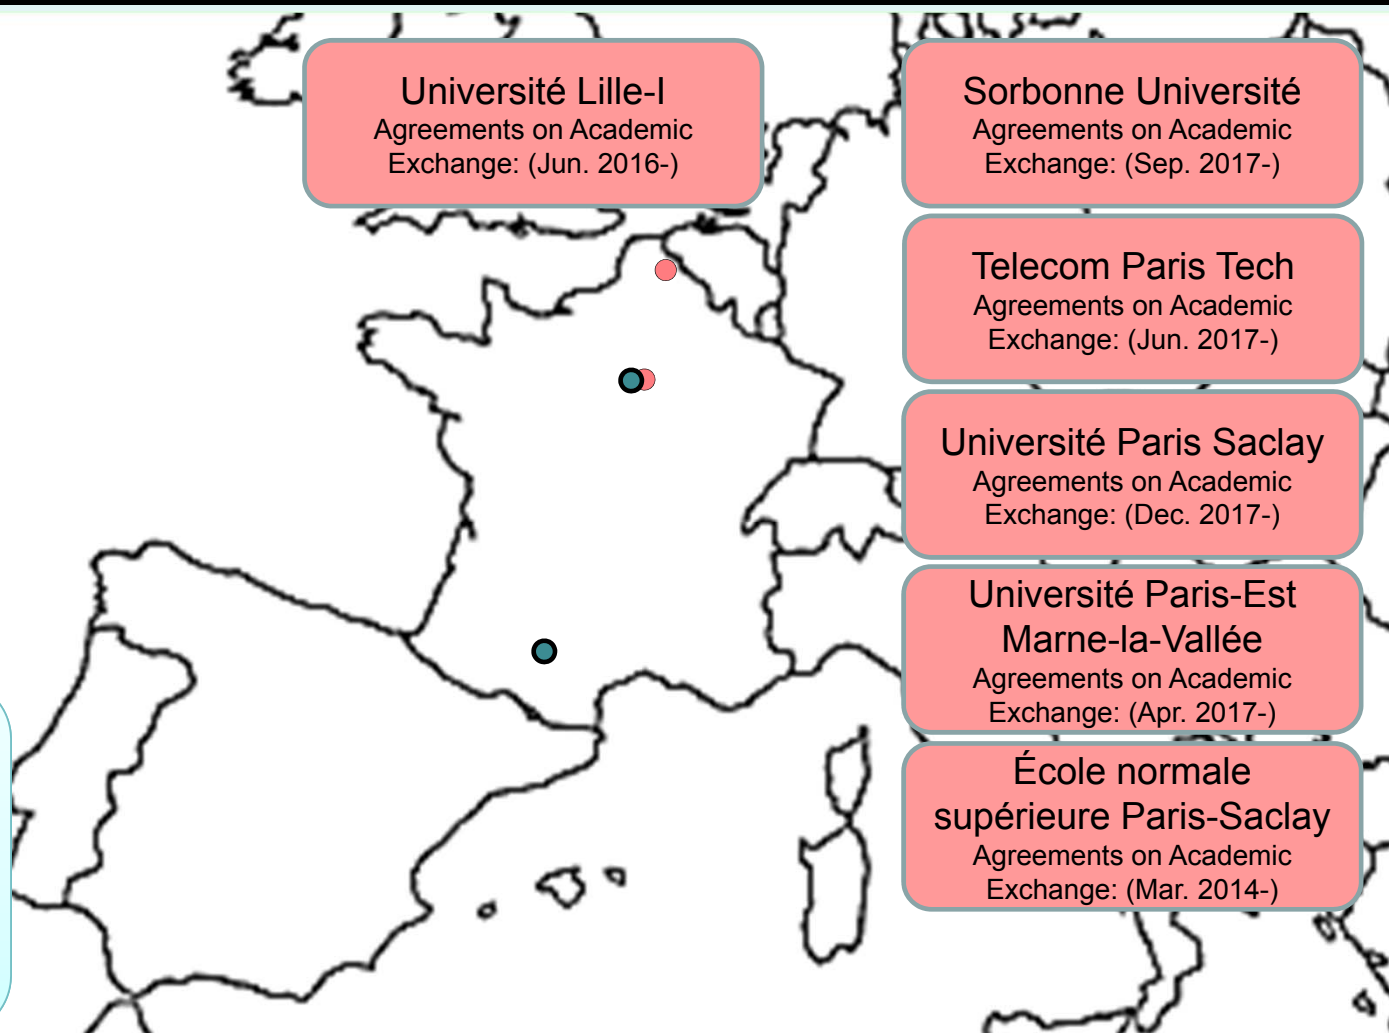 Université Lille-I
Agreements on Academic
Exchange: (Jun. 2016-)
Sorbonne Université
Agreements on Academic
Exchange: (Sep. 2017-)
Telecom Paris Tech
Agreements on Academic
Exchange: (Jun. 2017-)
Université Paris Saclay
Agreements on Academic
Exchange: (Dec. 2017-)
Université Paris-Est
Marne-la-Vallée
Agreements on Academic
Exchange: (Apr. 2017-)
École normale
supérieure Paris-Saclay
Agreements on Academic
Exchange: (Mar. 2014-)